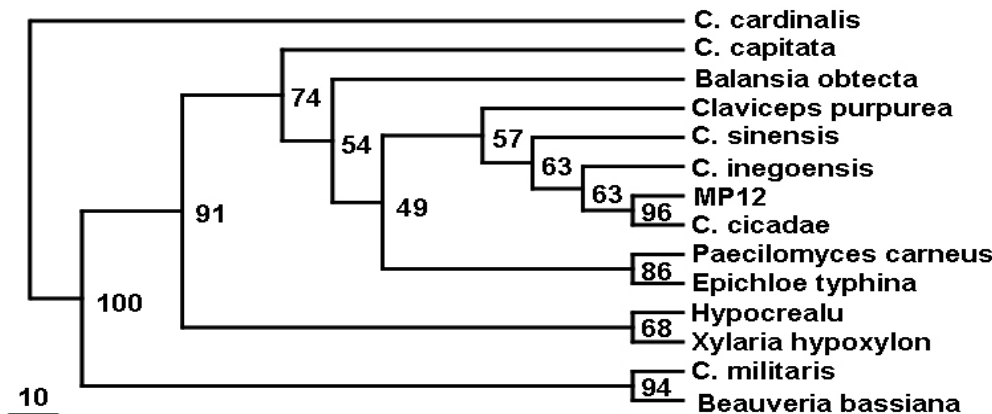 C. cardinalis
C. capitata
74
Balansia obtecta
54
Claviceps purpurea
57
C. sinensis
63
C. inegoensis
63
MP12
96
C. cicadae
49
91
Paecilomyces carneus
86
Epichloe typhina
100
Hypocrealu
68
Xylaria hypoxylon
C. militaris
94
Beauveria bassiana
10